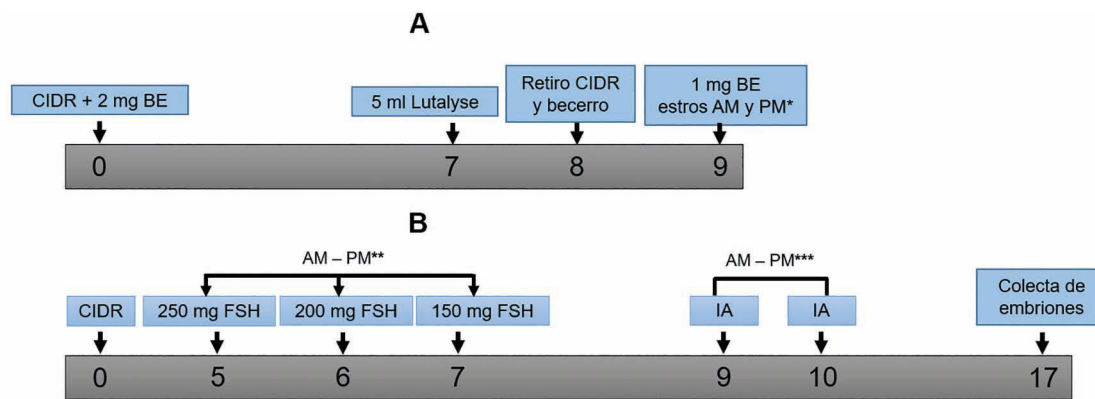 A
CIDR + 2 mg BE
5 ml Lutalyse
Retiro CIDR
y becerro
1 mg BE
estros AM y PM*
0 7 8 9
B
AM – PM**
AM – PM***
CIDR
250 mg FSH
200 mg FSH
150 mg FSH
IA
IA
Colecta de
embriones
0 5 6 7 9 10 17